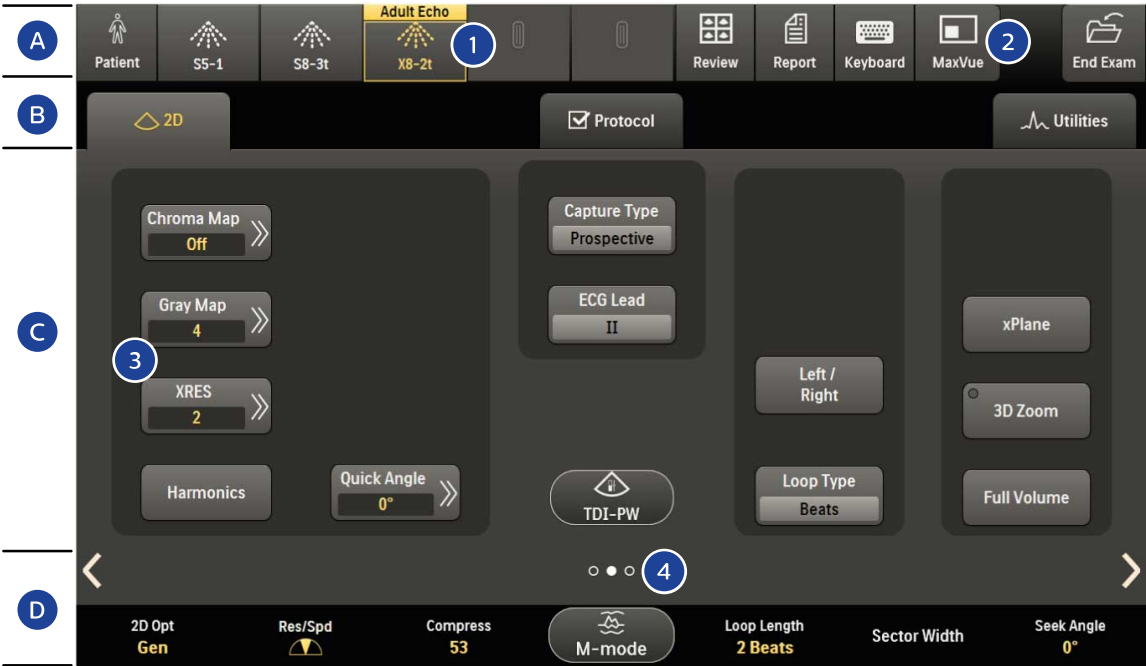 Adult Echo
A
Patient
S5-1
S8-3t
X8-2t
1
Review
Report
Keyboard
MaxVue
2
End Exam
B
2D
Protocol
Utilities
C
Chroma Map
Off
Gray Map
4
3
XRES
2
Harmonics
Quick Angle
0°
Capture Type
Prospective
ECG Lead
II
TDI-PW
Left /
Right
Loop Type
Beats
xPlane
3D Zoom
Full Volume
4
D
2D Opt
Gen
Res/Spd
Compress
53
M-mode
Loop Length
2 Beats
Sector Width
Seek Angle
0°